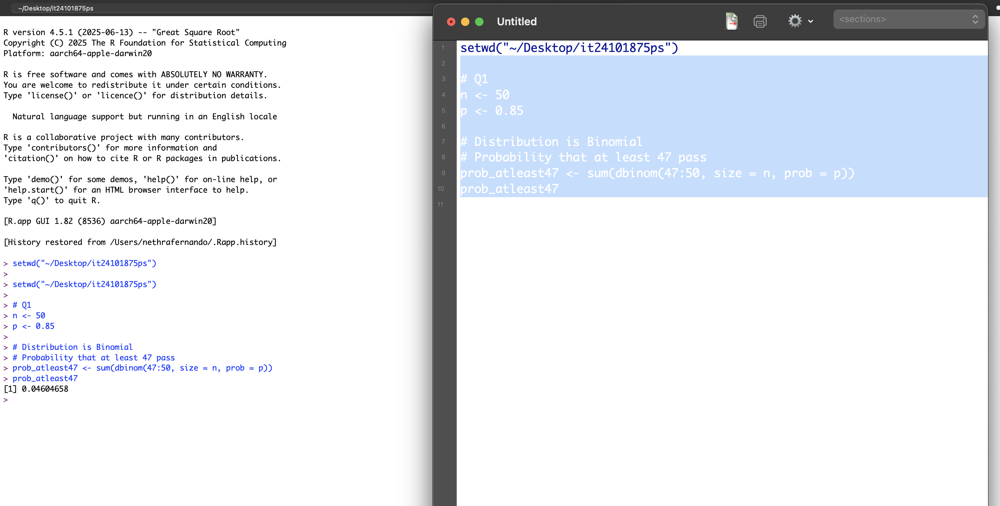 ~/Desktop/it24101875ps
R version 4.5.1 (2025-06-13) -- "Great Square Root"
Copyright (C) 2025 The R Foundation for Statistical Computing
Platform: aarch64-apple-darwin20
R is free software and comes with ABSOLUTELY NO WARRANTY.
You are welcome to redistribute it under certain conditions.
Type 'license()' or 'licence()' for distribution details.
Natural language support but running in an English locale
R is a collaborative project with many contributors.
Type 'contributors()' for more information and
'citation()' on how to cite R or R packages in publications.
Type 'demo()' for some demos, 'help()' for on-line help, or
'help.start()' for an HTML browser interface to help.
Type 'q()' to quit R.
[R.app GUI 1.82 (8536) aarch64-apple-darwin20]
[History restored from /Users/nethrafernando/.Rapp.history]
> setwd("~/Desktop/it24101875ps")
>
> setwd("~/Desktop/it24101875ps")
>
> # Q1
> n <- 50
> p <- 0.85
>
> # Distribution is Binomial
> # Probability that at least 47 pass
> prob_atleast47 <- sum(dbinom(47:50, size = n, prob = p))
> prob_atleast47
[1] 0.04604658
>
Untitled
<sections>
1 setwd("~/Desktop/it24101875ps")
2
3 # Q1
4 n <- 50
5 p <- 0.85
6
7 # Distribution is Binomial
8 # Probability that at least 47 pass
9 prob_atleast47 <- sum(dbinom(47:50, size = n, prob = p))
10 prob_atleast47
11